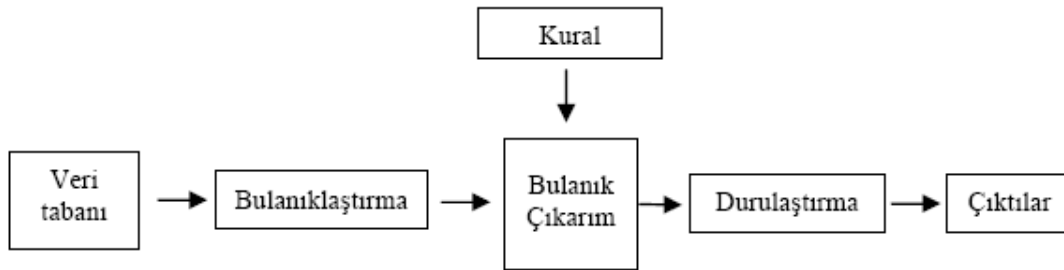 Kural
Veri
tabanı
Bulanıklaştırma
Bulanık
Çıkarım
Durulaştırma
Çıktılar